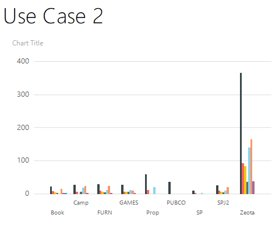 Use Case 2
Chart Title
400
300
200
100
0
Camp
GAMES
PUBCO
SPJ2
Book
FURN
Prop
SP
Zeota